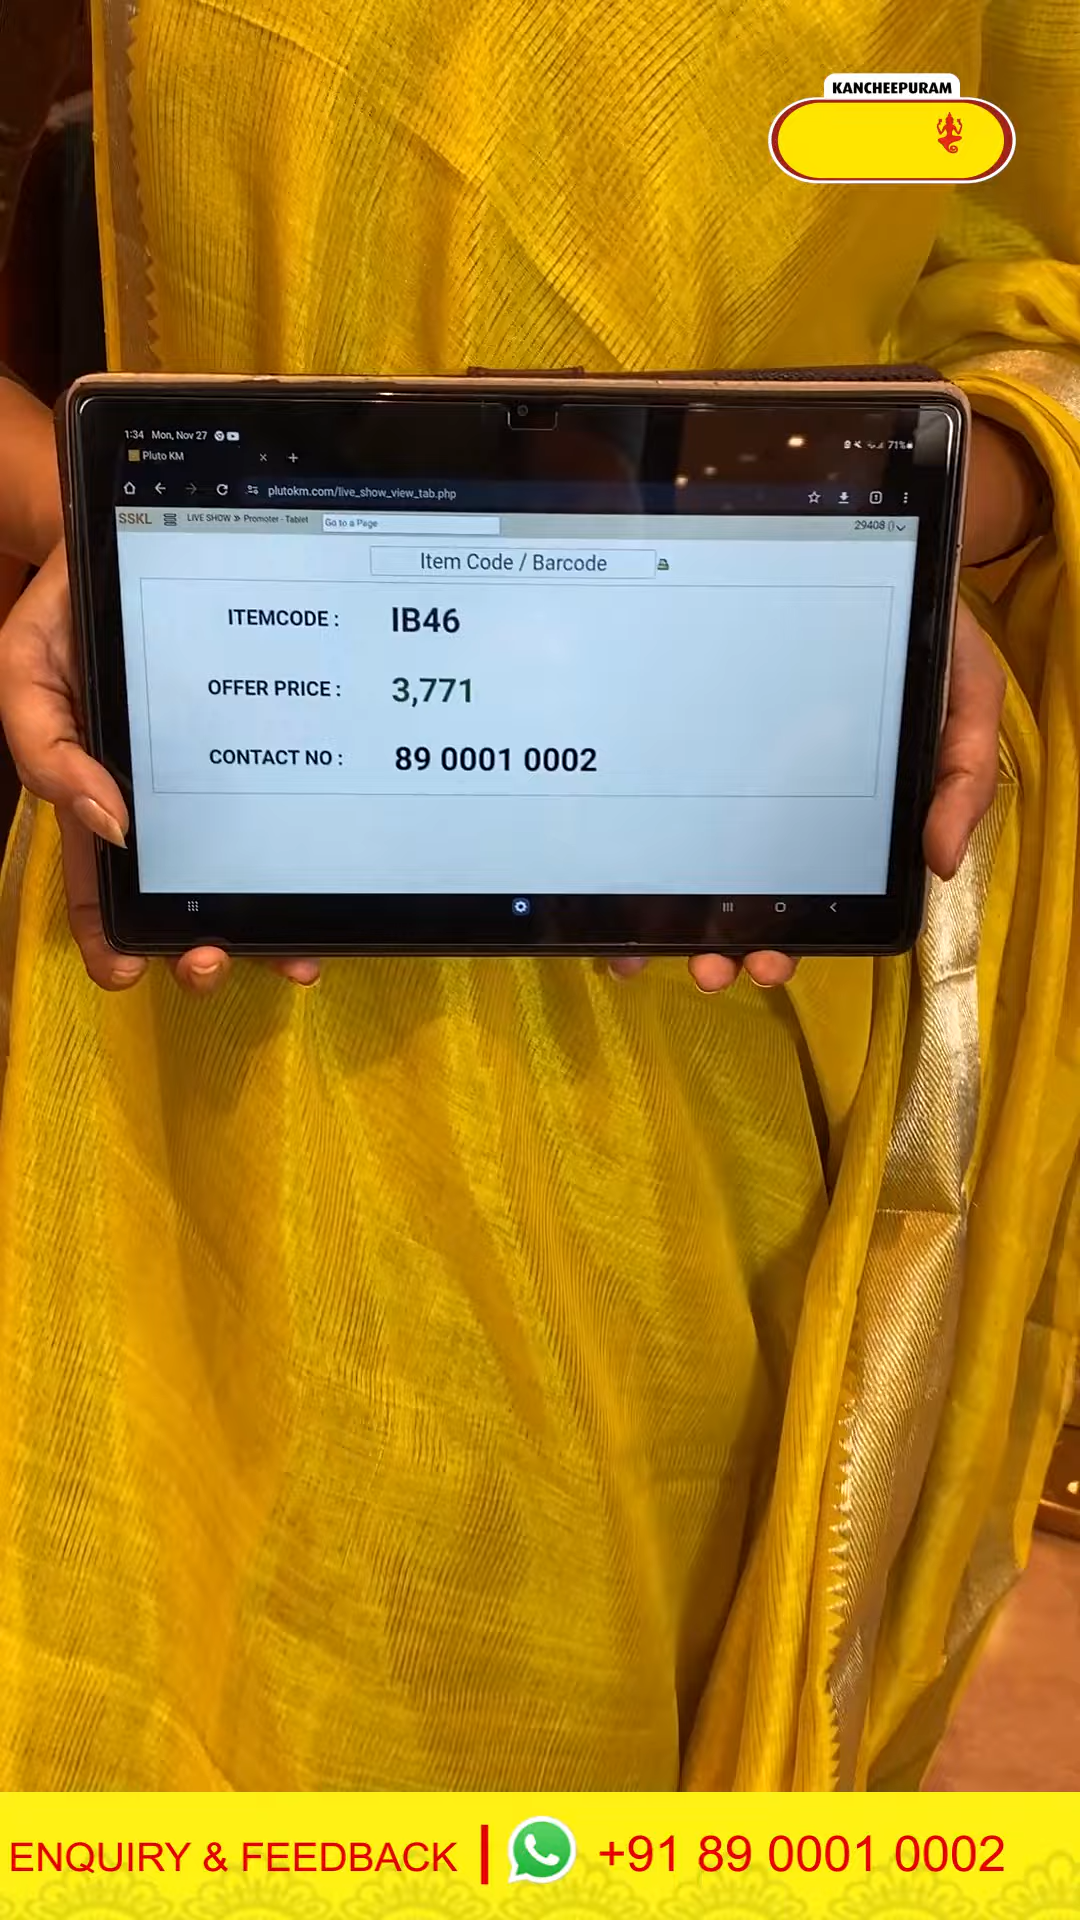 KANCHEEPURAM
1:34 Mon, Nov 27
71%
Pluto KM
plutokm.com/live_show_view_tab.php
SSKL
LIVE SHOW » Promoter - Tablet
Go to a Page
29408 ()
Item Code / Barcode
ITEMCODE : IB46
OFFER PRICE : 3,771
CONTACT NO : 89 0001 0002
ENQUIRY & FEEDBACK | +91 89 0001 0002